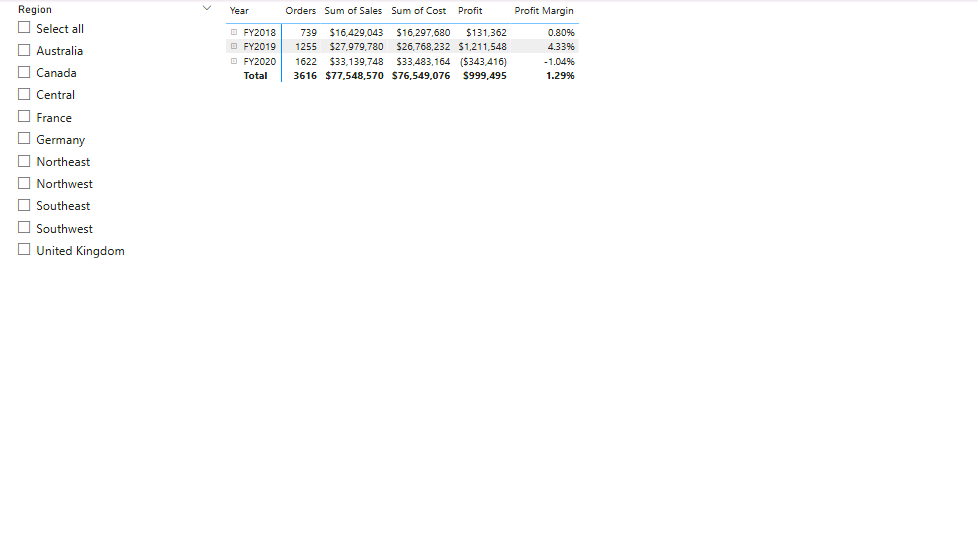 Region
Select all
Australia
Canada
Central
France
Germany
Northeast
Northwest
Southeast
Southwest
United Kingdom
Year Orders Sum of Sales Sum of Cost Profit Profit Margin
FY2018 739 $16,429,043 $16,297,680 $131,362 0.80%
FY2019 1255 $27,979,780 $26,768,232 $1,211,548 4.33%
FY2020 1622 $33,139,748 $33,483,164 ($343,416) -1.04%
Total 3616 $77,548,570 $76,549,076 $999,495 1.29%